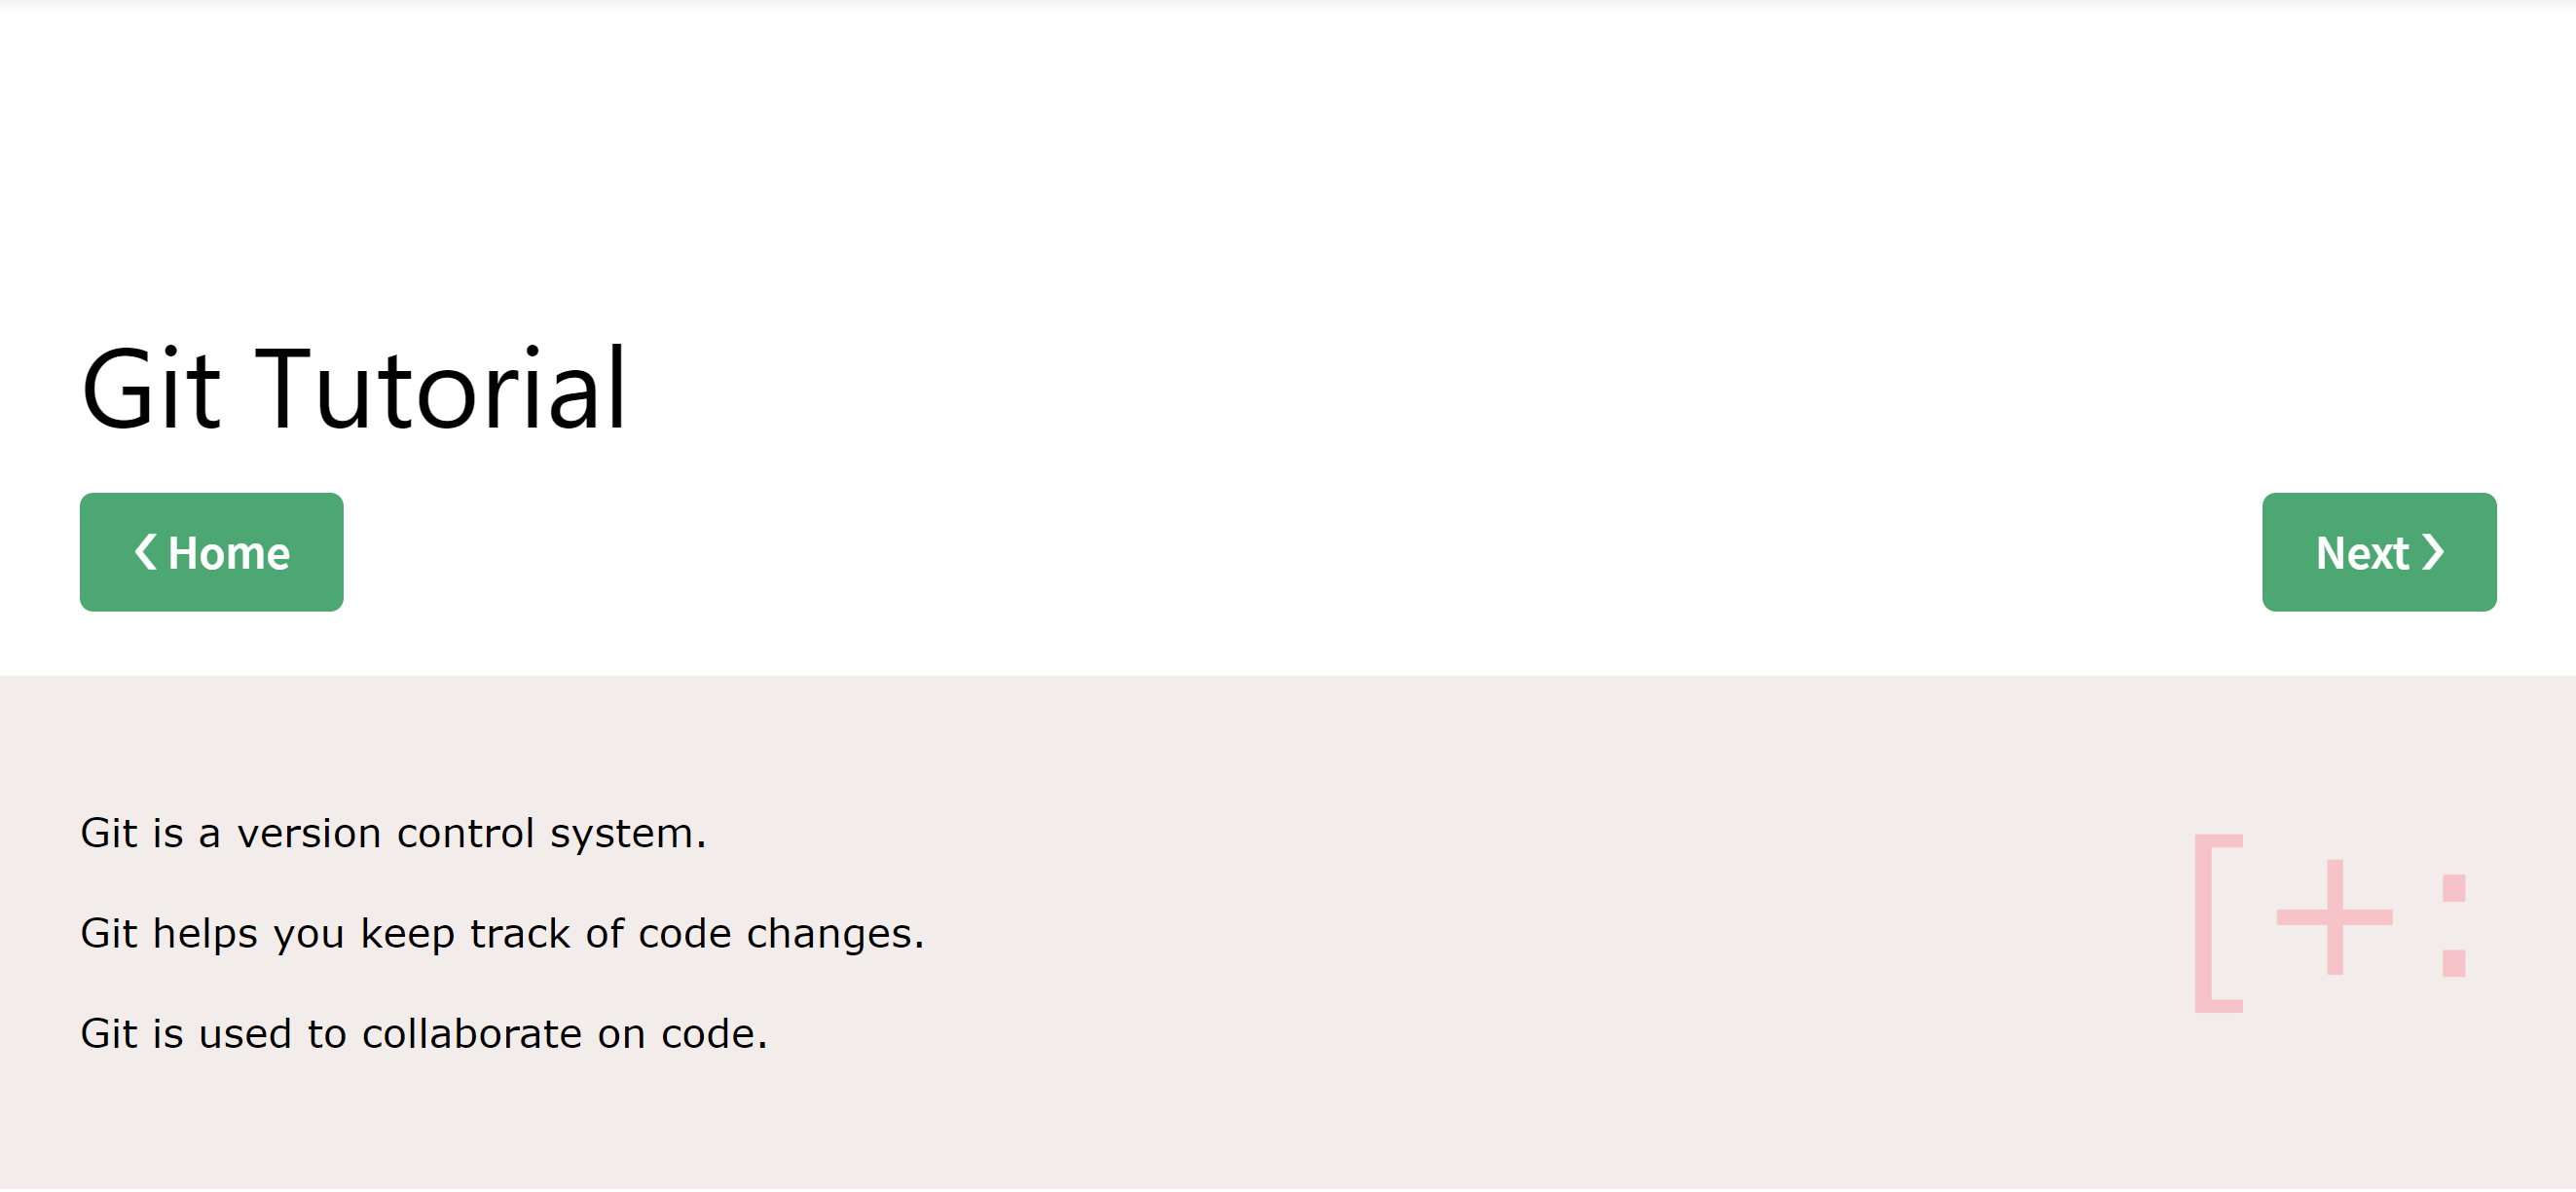 Git Tutorial
❮ Home
Next ❯
Git is a version control system.
Git helps you keep track of code changes.
Git is used to collaborate on code.
[+: